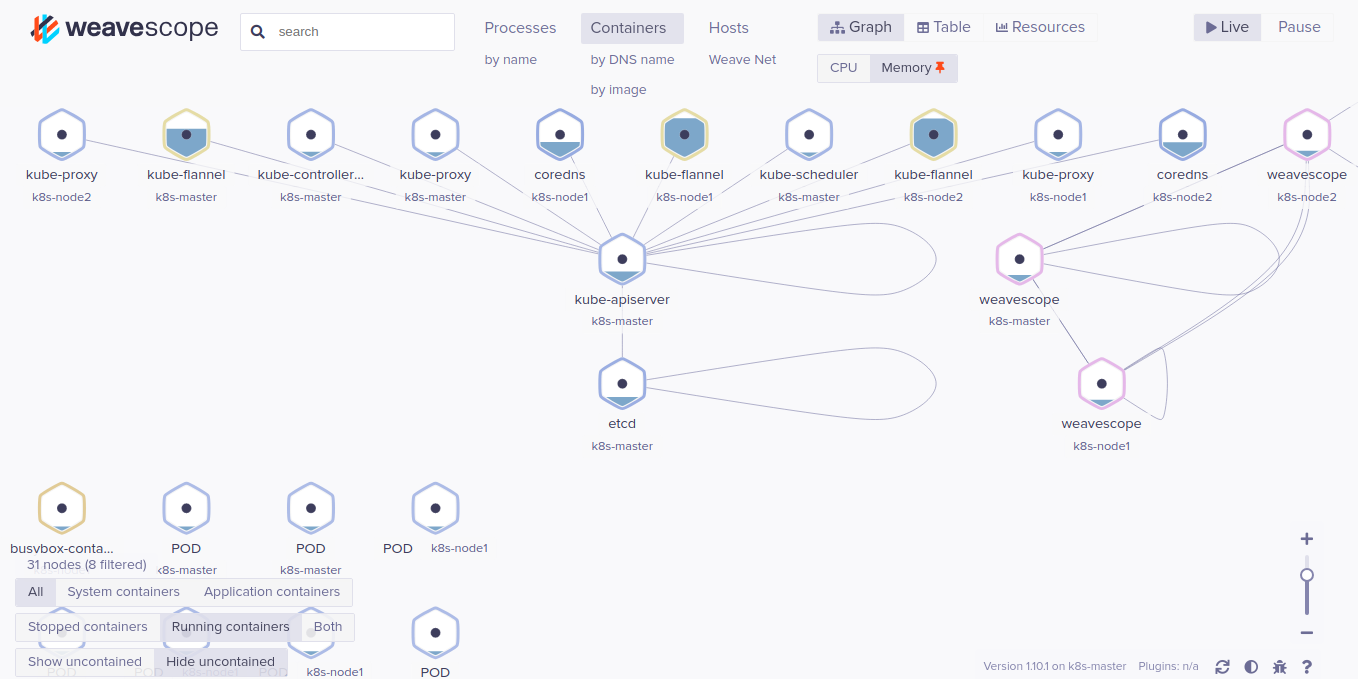 weavescope
search
Processes
Containers
Hosts
Graph
Table
Resources
Live
Pause
by name
by DNS name
Weave Net
CPU
Memory
by image
kube-proxy
k8s-node2
kube-flannel
k8s-master
kube-controller...
k8s-master
kube-proxy
k8s-master
coredns
k8s-node1
kube-flannel
k8s-node1
kube-scheduler
k8s-master
kube-flannel
k8s-node2
kube-proxy
k8s-node1
coredns
k8s-node2
weavescope
k8s-node2
kube-apiserver
k8s-master
weavescope
k8s-master
etcd
k8s-master
weavescope
k8s-node1
busybox-conta...
POD
k8s-master
POD
k8s-master
POD
k8s-node1
31 nodes (8 filtered)
All
System containers
Application containers
Stopped containers
Running containers
Both
Show uncontained
Hide uncontained
POD
POD
k8s-node1
POD
k8s-node1
POD
Version 1.10.1 on k8s-master
Plugins: n/a